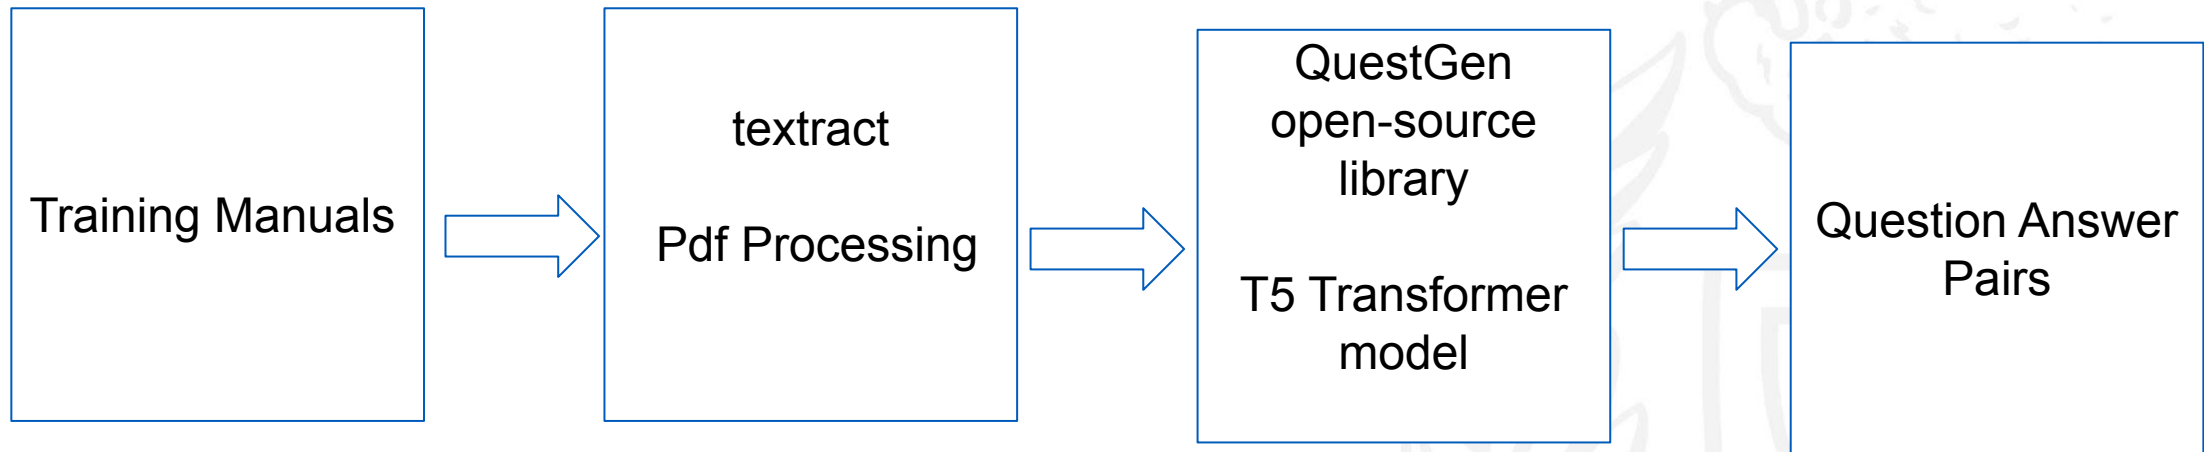 Training Manuals
textract
Pdf Processing
QuestGen
open-source
library
T5 Transformer
model
Question Answer
Pairs